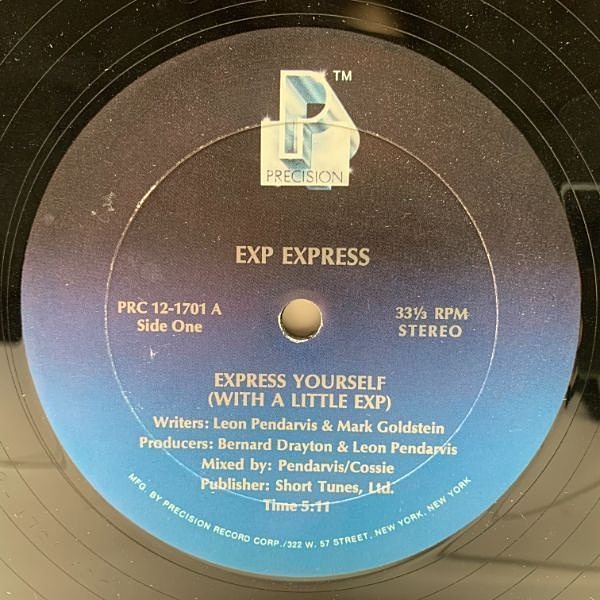 P
TM
PRECISION
EXP EXPRESS
PRC 12-1701 A
Side One
33⅓ RPM
STEREO
EXPRESS YOURSELF
(WITH A LITTLE EXP)
Writers: Leon Pendarvis & Mark Goldstein
Producers: Bernard Drayton & Leon Pendarvis
Mixed by: Pendarvis/Cossie
Publisher: Short Tunes, Ltd.
Time 5:11
MFG. BY PRECISION RECORD CORP./322 W. 57 STREET, NEW YORK, NEW YORK